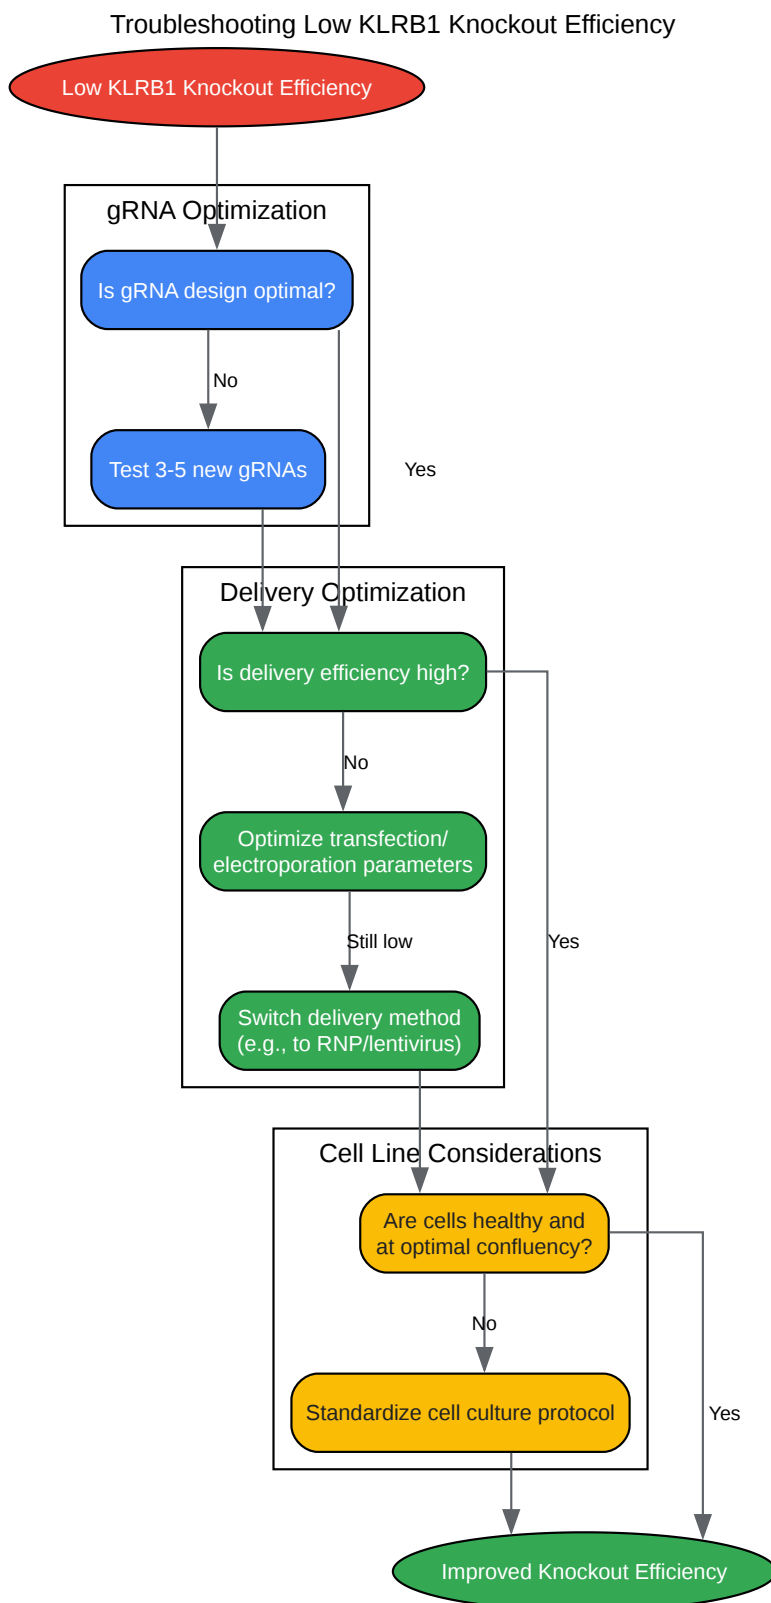 Troubleshooting Low KLRB1 Knockout Efficiency
Low KLRB1 Knockout Efficiency
gRNA Optimization
Is gRNA design optimal?
No
Test 3-5 new gRNAs
Yes
Delivery Optimization
Is delivery efficiency high?
No
Optimize transfection/
electroporation parameters
Still low
Yes
Switch delivery method
(e.g., to RNP/lentivirus)
Cell Line Considerations
Are cells healthy and
at optimal confluency?
No
Standardize cell culture protocol
Yes
Improved Knockout Efficiency